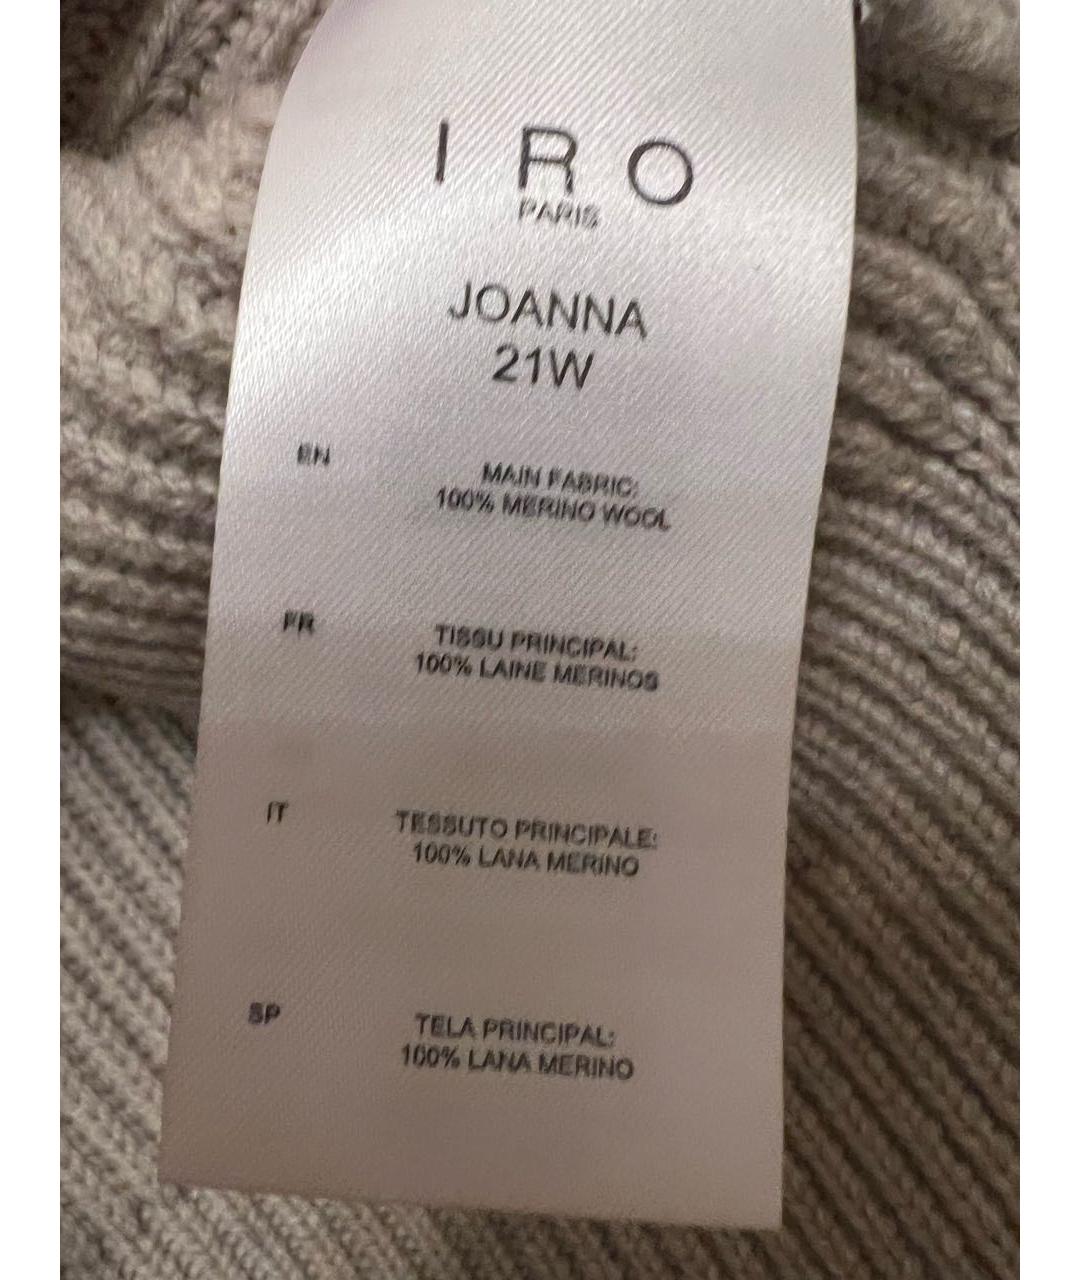 IRO
PARIS
JOANNA
21W
EN
MAIN FABRIC:
100% MERINO WOOL
FR
TISSU PRINCIPAL:
100% LAINE MERINOS
IT
TESSUTO PRINCIPALE:
100% LANA MERINO
SP
TELA PRINCIPAL:
100% LANA MERINO